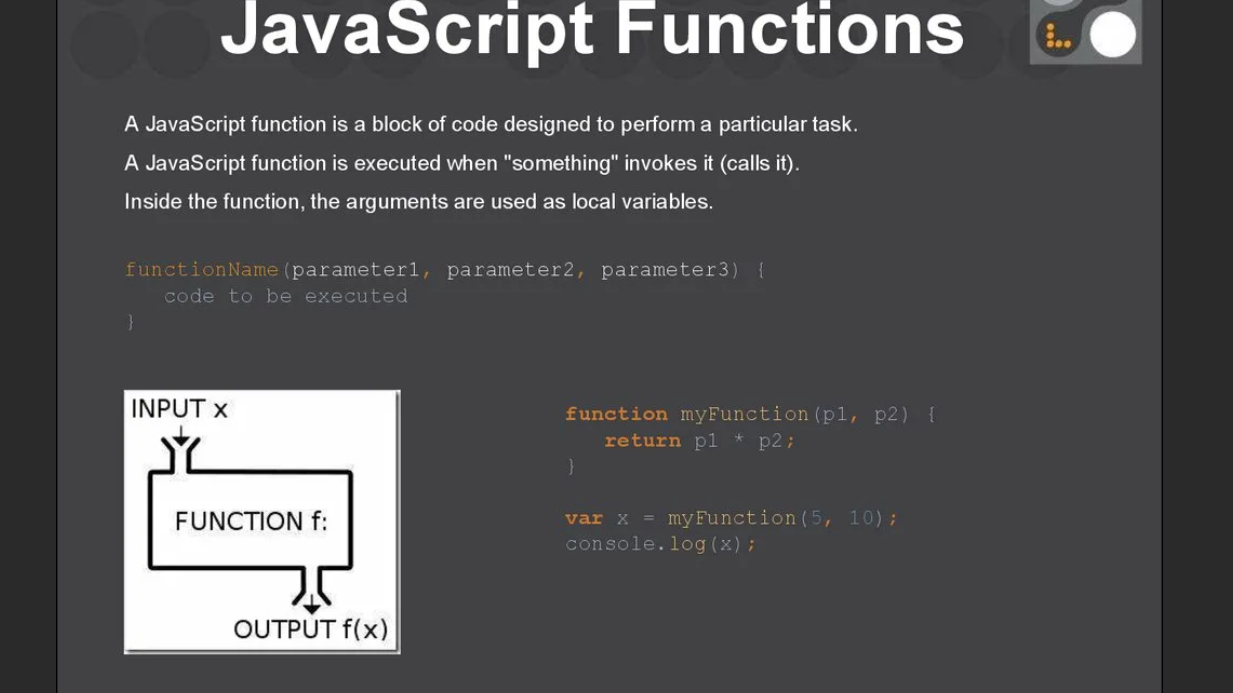 JavaScript Functions
A JavaScript function is a block of code designed to perform a particular task.
A JavaScript function is executed when "something" invokes it (calls it).
Inside the function, the arguments are used as local variables.
functionName(parameter1, parameter2, parameter3) {
code to be executed
}
INPUT x
FUNCTION f:
OUTPUT f(x)
function myFunction(p1, p2) {
return p1 * p2;
}
var x = myFunction(5, 10);
console.log(x);